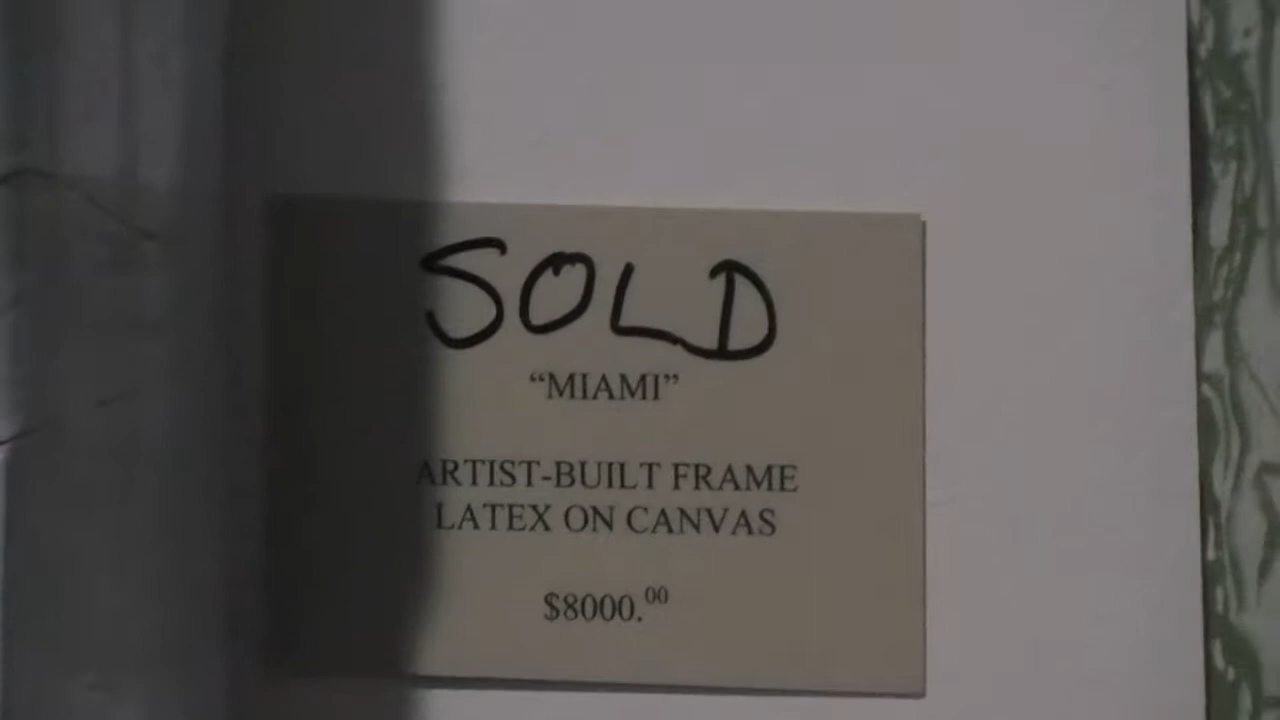 SOLD
“MIAMI”
ARTIST-BUILT FRAME
LATEX ON CANVAS
$8000.00